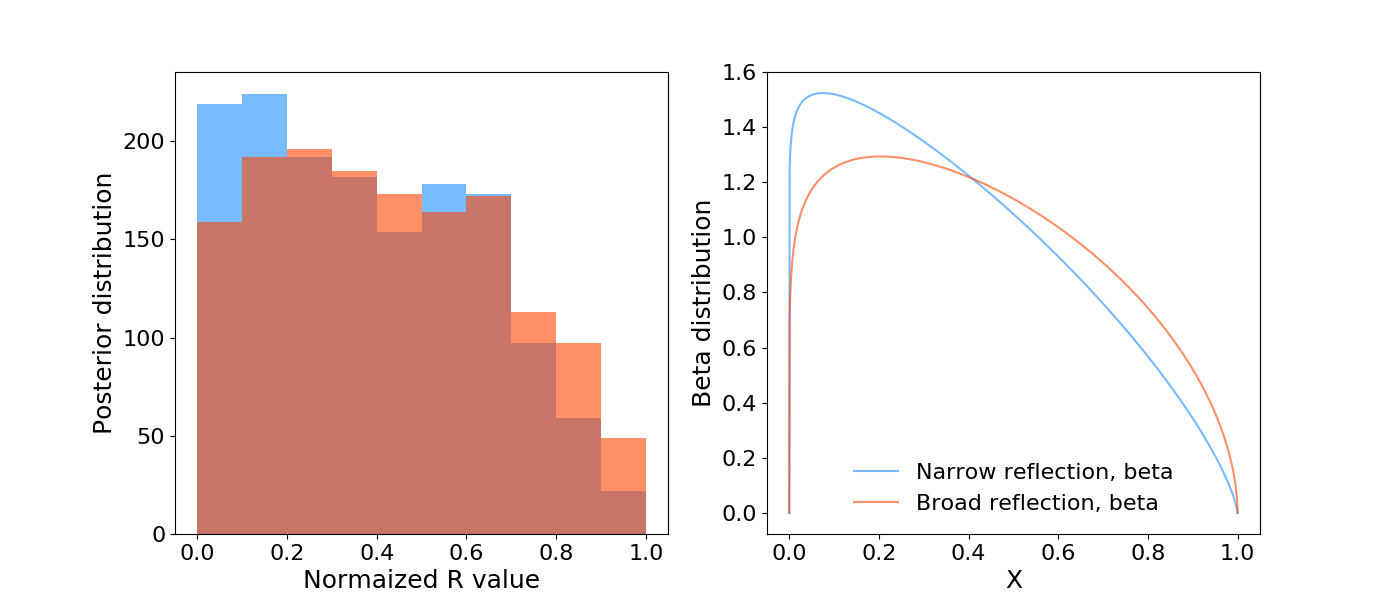 Posterior distribution
200
150
100
50
0
0.0 0.2 0.4 0.6 0.8 1.0
Normaized R value
Beta distribution
1.6
1.4
1.2
1.0
0.8
0.6
0.4
0.2
0.0
Narrow reflection, beta
Broad reflection, beta
0.0 0.2 0.4 0.6 0.8 1.0
X